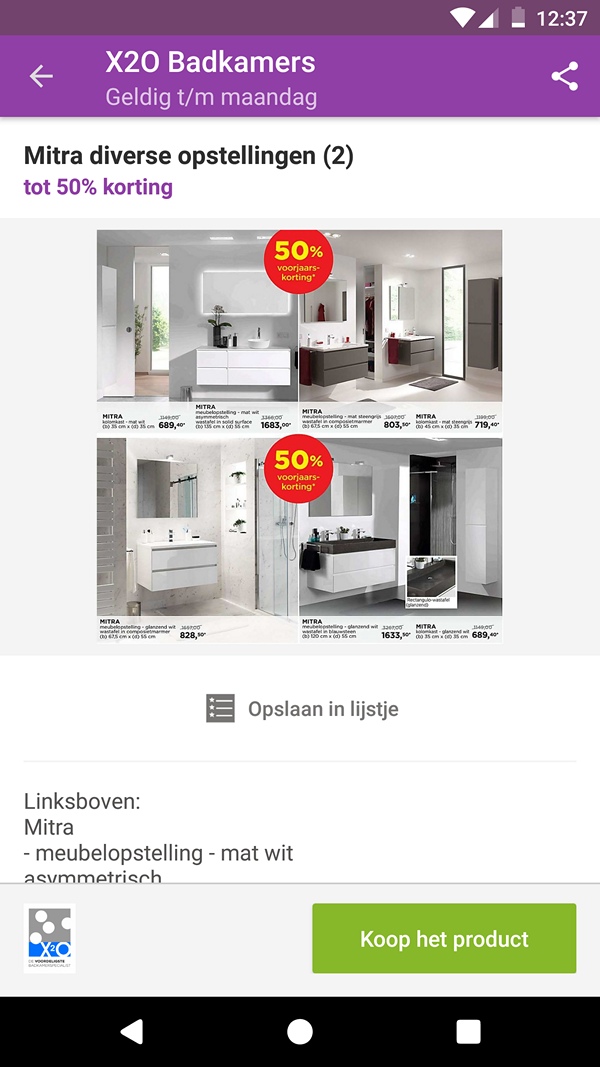 12:37
X2O Badkamers
Geldig t/m maandag
Mitra diverse opstellingen (2)
tot 50% korting
50%
voorjaars-
korting*
MITRA
kolomkast - mat wit
(b) 35 cm x (d) 35 cm
1149,00
689,40*
MITRA
meubelopstelling - mat wit
asymmetrisch
wastafel in solid surface
(b) 135 cm x (d) 55 cm
1683,00*
MITRA
meubelopstelling - mat steengrijs
wastafel in composietmarmer
(b) 67,5 cm x (d) 55 cm
1607,00
803,50*
MITRA
kolomkast - mat steengrijs
(b) 45 cm x (d) 35 cm
1199,00
719,40*
50%
voorjaars-
korting*
MITRA
meubelopstelling - glanzend wit
wastafel in composietmarmer
(b) 67,5 cm x (d) 55 cm
1657,00
828,50*
Rectangulo-wastafel
(glanzend)
MITRA
meubelopstelling - glanzend wit
wastafel in blauwsteen
(b) 120 cm x (d) 55 cm
3267,00
1633,50*
MITRA
kolomkast - glanzend wit
(b) 35 cm x (d) 35 cm
1149,00
689,40*
Opslaan in lijstje
Linksboven:
Mitra
- meubelopstelling - mat wit
asymmetrisch
X2O
DE VOORDELIGSTE
BADKAMERSPECIALIST
Koop het product